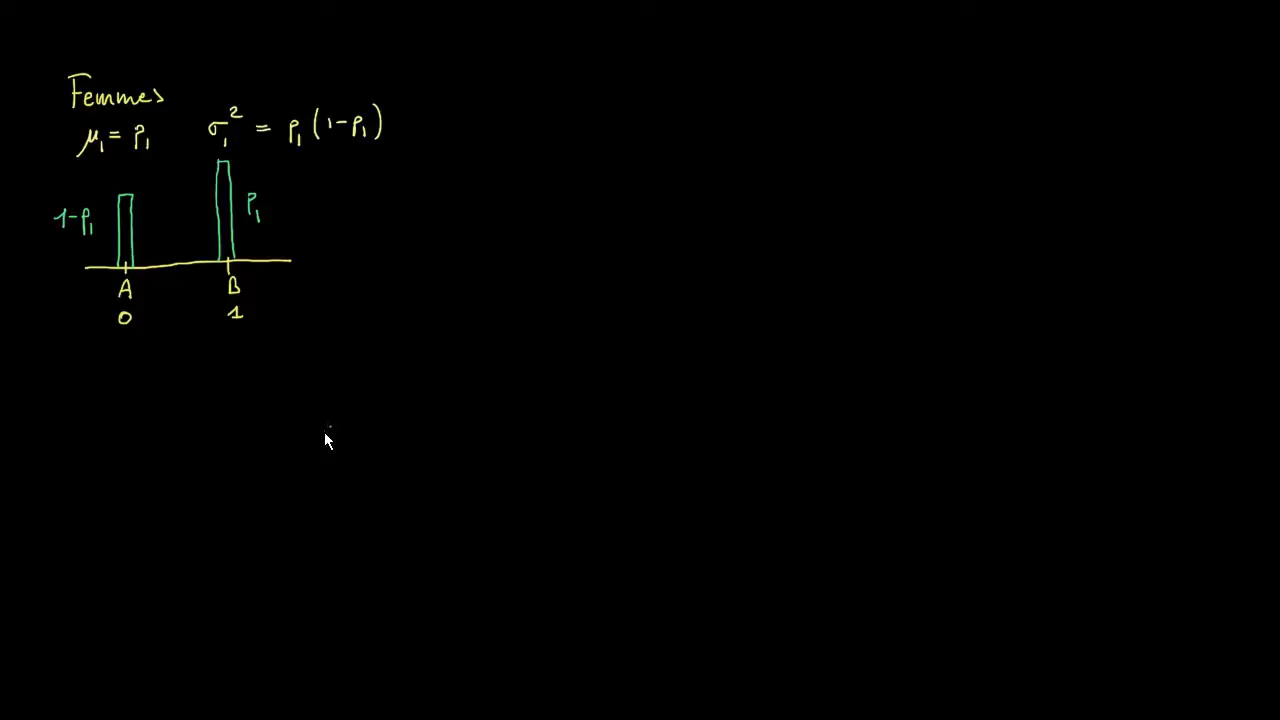 Femmes
μ₁ = p₁ σ₁² = p₁(1-p₁)
1-p₁ p₁
A B
0 1